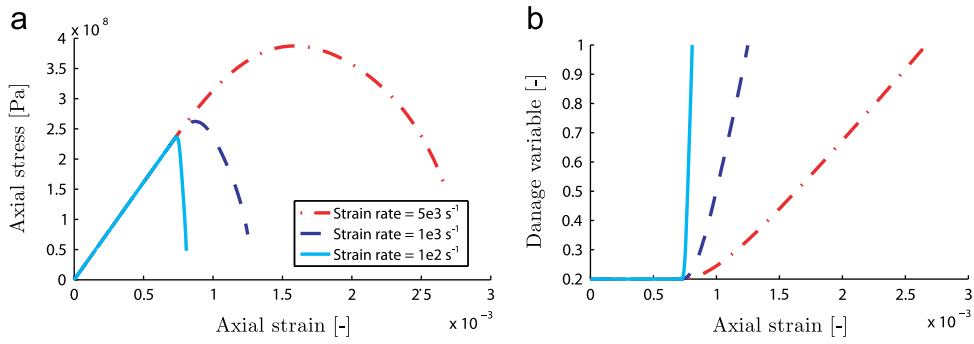 a
× 10⁸
4
3.5
3
2.5
2
1.5
1
0.5
0
Axial stress [Pa]
Strain rate = 5e3 s⁻¹
Strain rate = 1e3 s⁻¹
Strain rate = 1e2 s⁻¹
0 0.5 1 1.5 2 2.5 3
Axial strain [-]
× 10⁻³
b
1
0.9
0.8
0.7
0.6
0.5
0.4
0.3
0.2
Danage variable [-]
0 0.5 1 1.5 2 2.5 3
Axial strain [-]
× 10⁻³